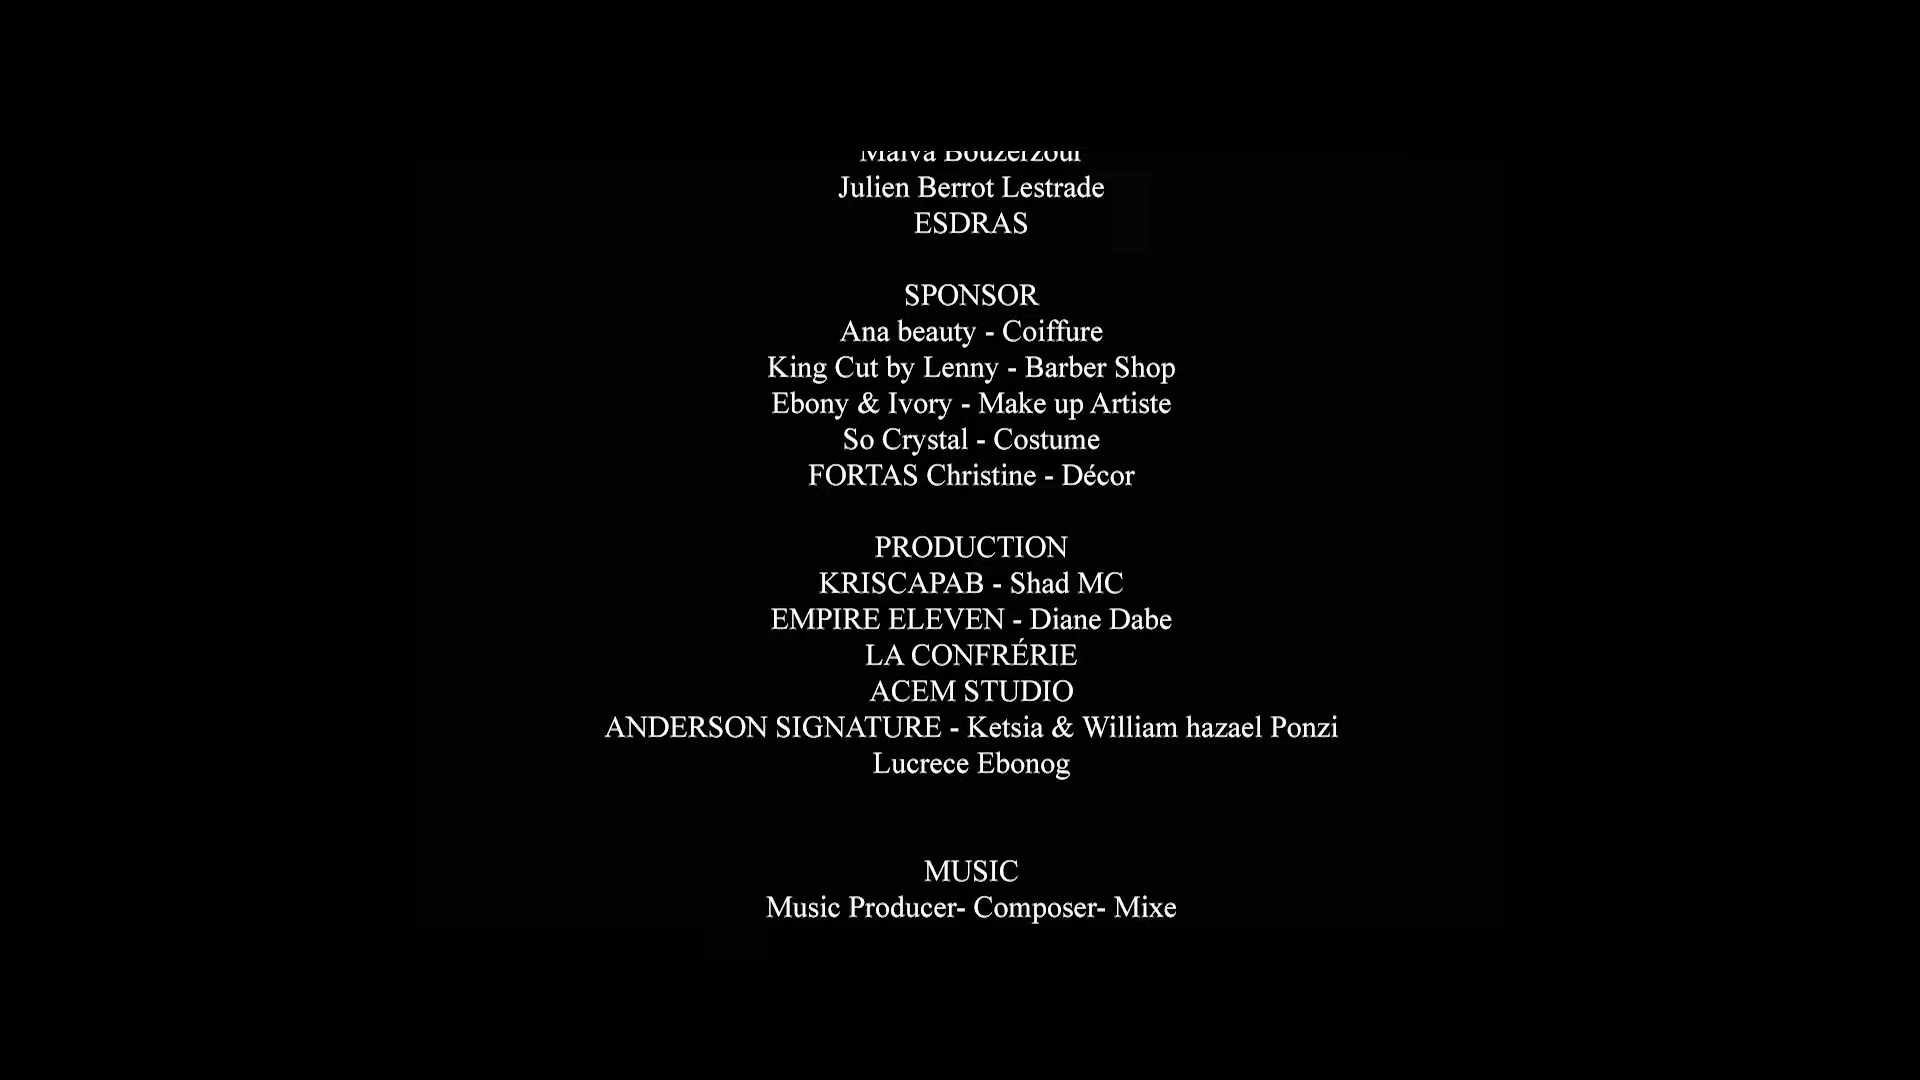 Bouzerzour
Julien Berrot Lestrade
ESDRAS
SPONSOR
Ana beauty - Coiffure
King Cut by Lenny - Barber Shop
Ebony & Ivory - Make up Artiste
So Crystal - Costume
FORTAS Christine - Décor
PRODUCTION
KRISCAPAB - Shad MC
EMPIRE ELEVEN - Diane Dabe
LA CONFRÉRIE
ACEM STUDIO
ANDERSON SIGNATURE - Ketsia & William hazael Ponzi
Lucrece Ebonog
MUSIC
Music Producer- Composer- Mixe